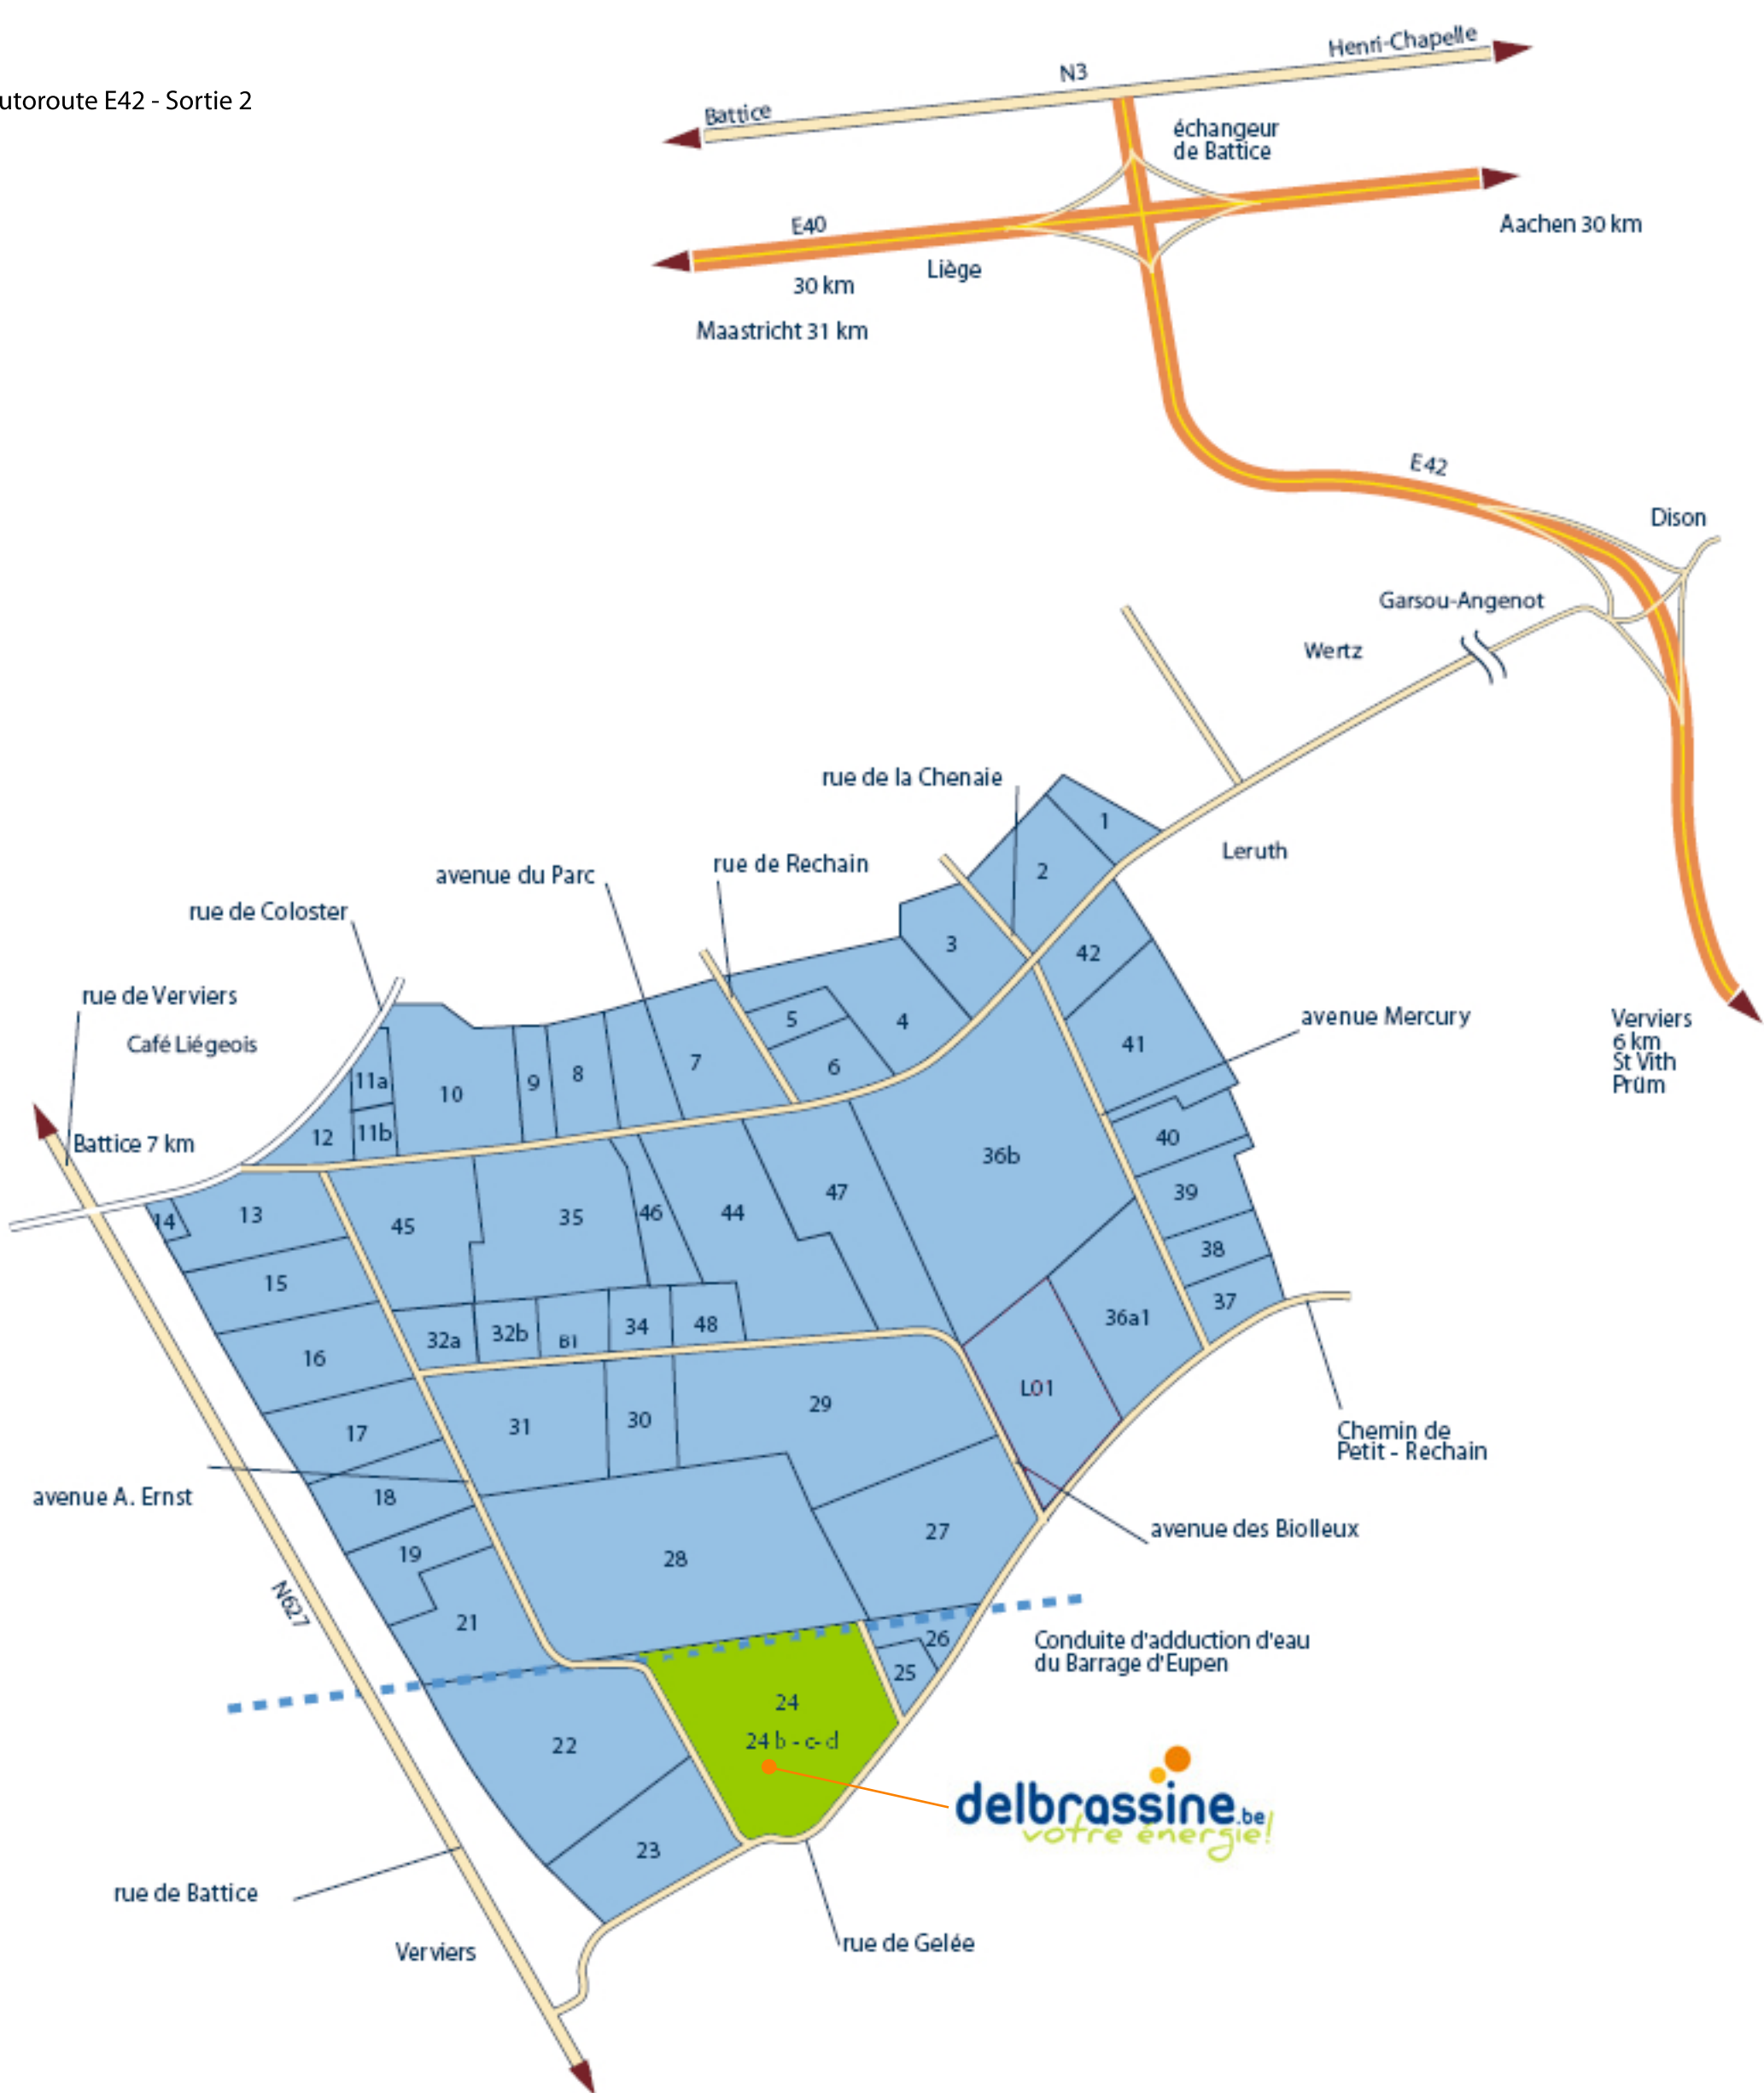 utoroute E42 - Sortie 2
Henri-Chapelle
N3
Battice
échangeur
de Battice
E40
Aachen 30 km
Liège
30 km
Maastricht 31 km
E42
Dison
Garsou-Angenot
Wertz
rue de la Chenaie
1
Leruth
2
rue de Rechain
avenue du Parc
rue de Coloster
3
42
rue de Verviers
avenue Mercury
Verviers
6 km
St Vith
Prüm
Café Liégeois
5
4
41
7
6
8
9
10
11a
11b
12
Battice 7 km
40
36b
39
47
46
44
35
45
13
14
38
15
37
36a1
48
34
B1
32b
32a
16
L01
29
30
31
17
Chemin de
Petit - Rechain
avenue A. Ernst
18
avenue des Biolleux
27
19
28
N627
21
26
25
Conduite d'adduction d'eau
du Barrage d'Eupen
24
24 b - c- d
22
delbrassine.be
votre énergie!
23
rue de Battice
rue de Gelée
Verviers